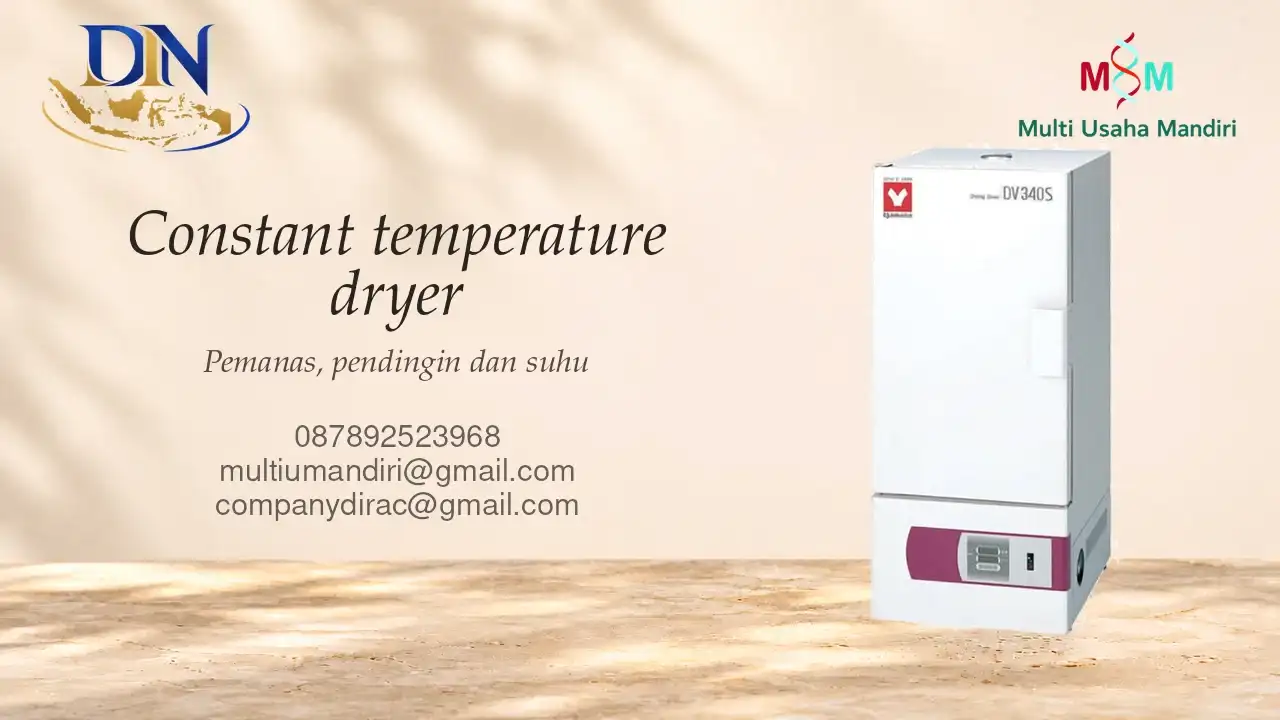 DIN
MSM
Multi Usaha Mandiri
DV340S
Constant temperature
dryer
Pemanas, pendingin dan suhu
087892523968
multiumandiri@gmail.com
companydirac@gmail.com